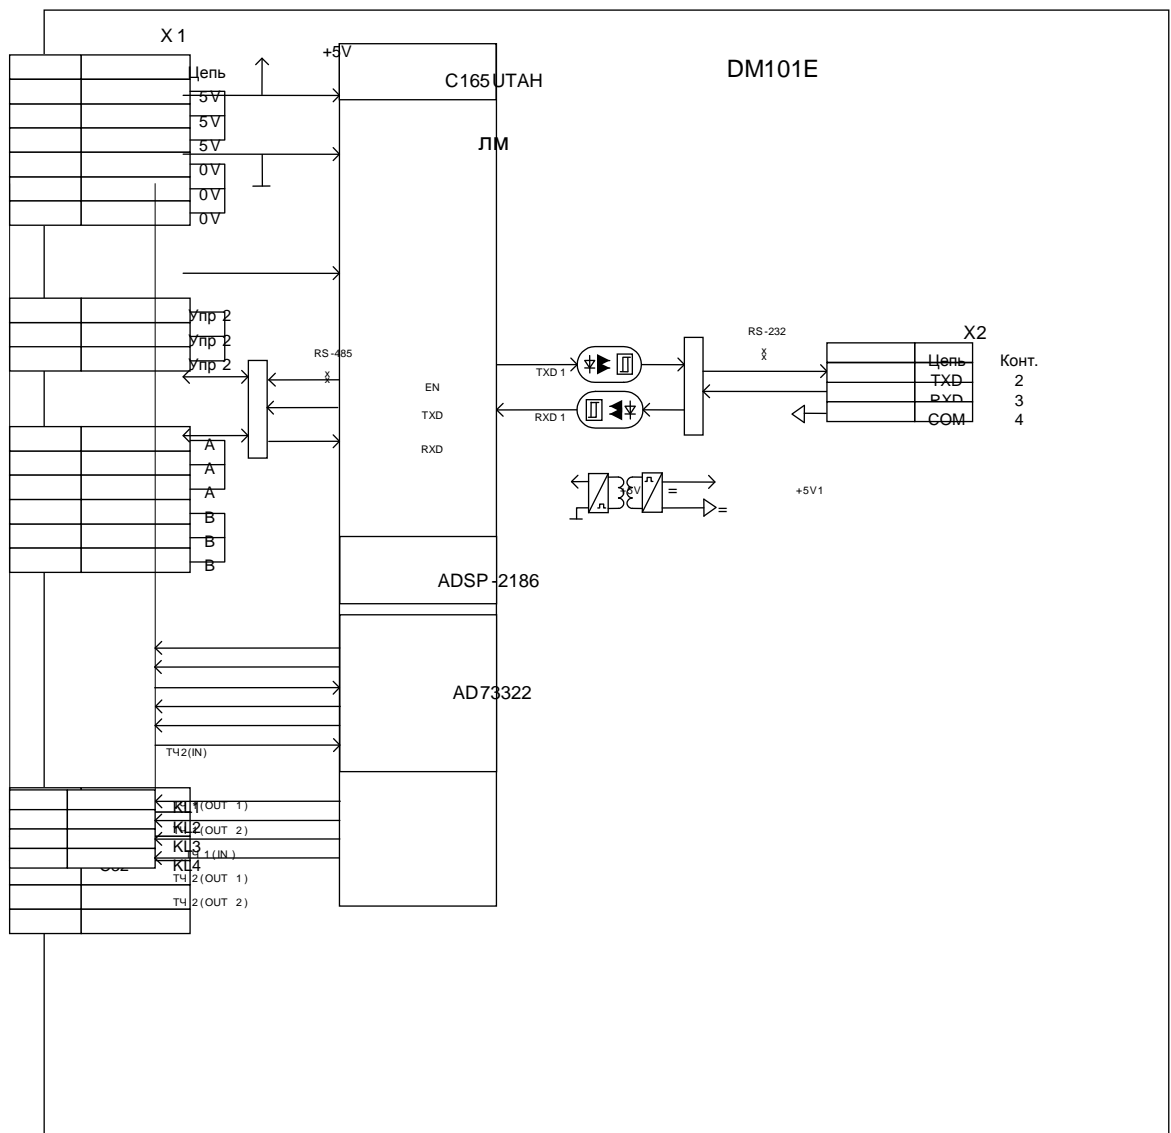 X 1
+5V
C165UTAH
DM101E
Цепь
5V
5V
5V
ЛМ
0V
0V
0V
Упр 2
Упр 2
Упр 2
RS-485
x
x
EN
TXD
RXD
TXD 1
RXD 1
RS-232
x
x
X2
Цепь Конт.
TXD 2
RXD 3
COM 4
A
A
A
B
B
B
+5V =
+5V1
=
ADSP-2186
AD73322
ТЧ2(IN)
KL1
(OUT 1)
KL2
(OUT 2)
KL3
1(IN)
KL4
ТЧ 2(OUT 1)
ТЧ 2(OUT 2)